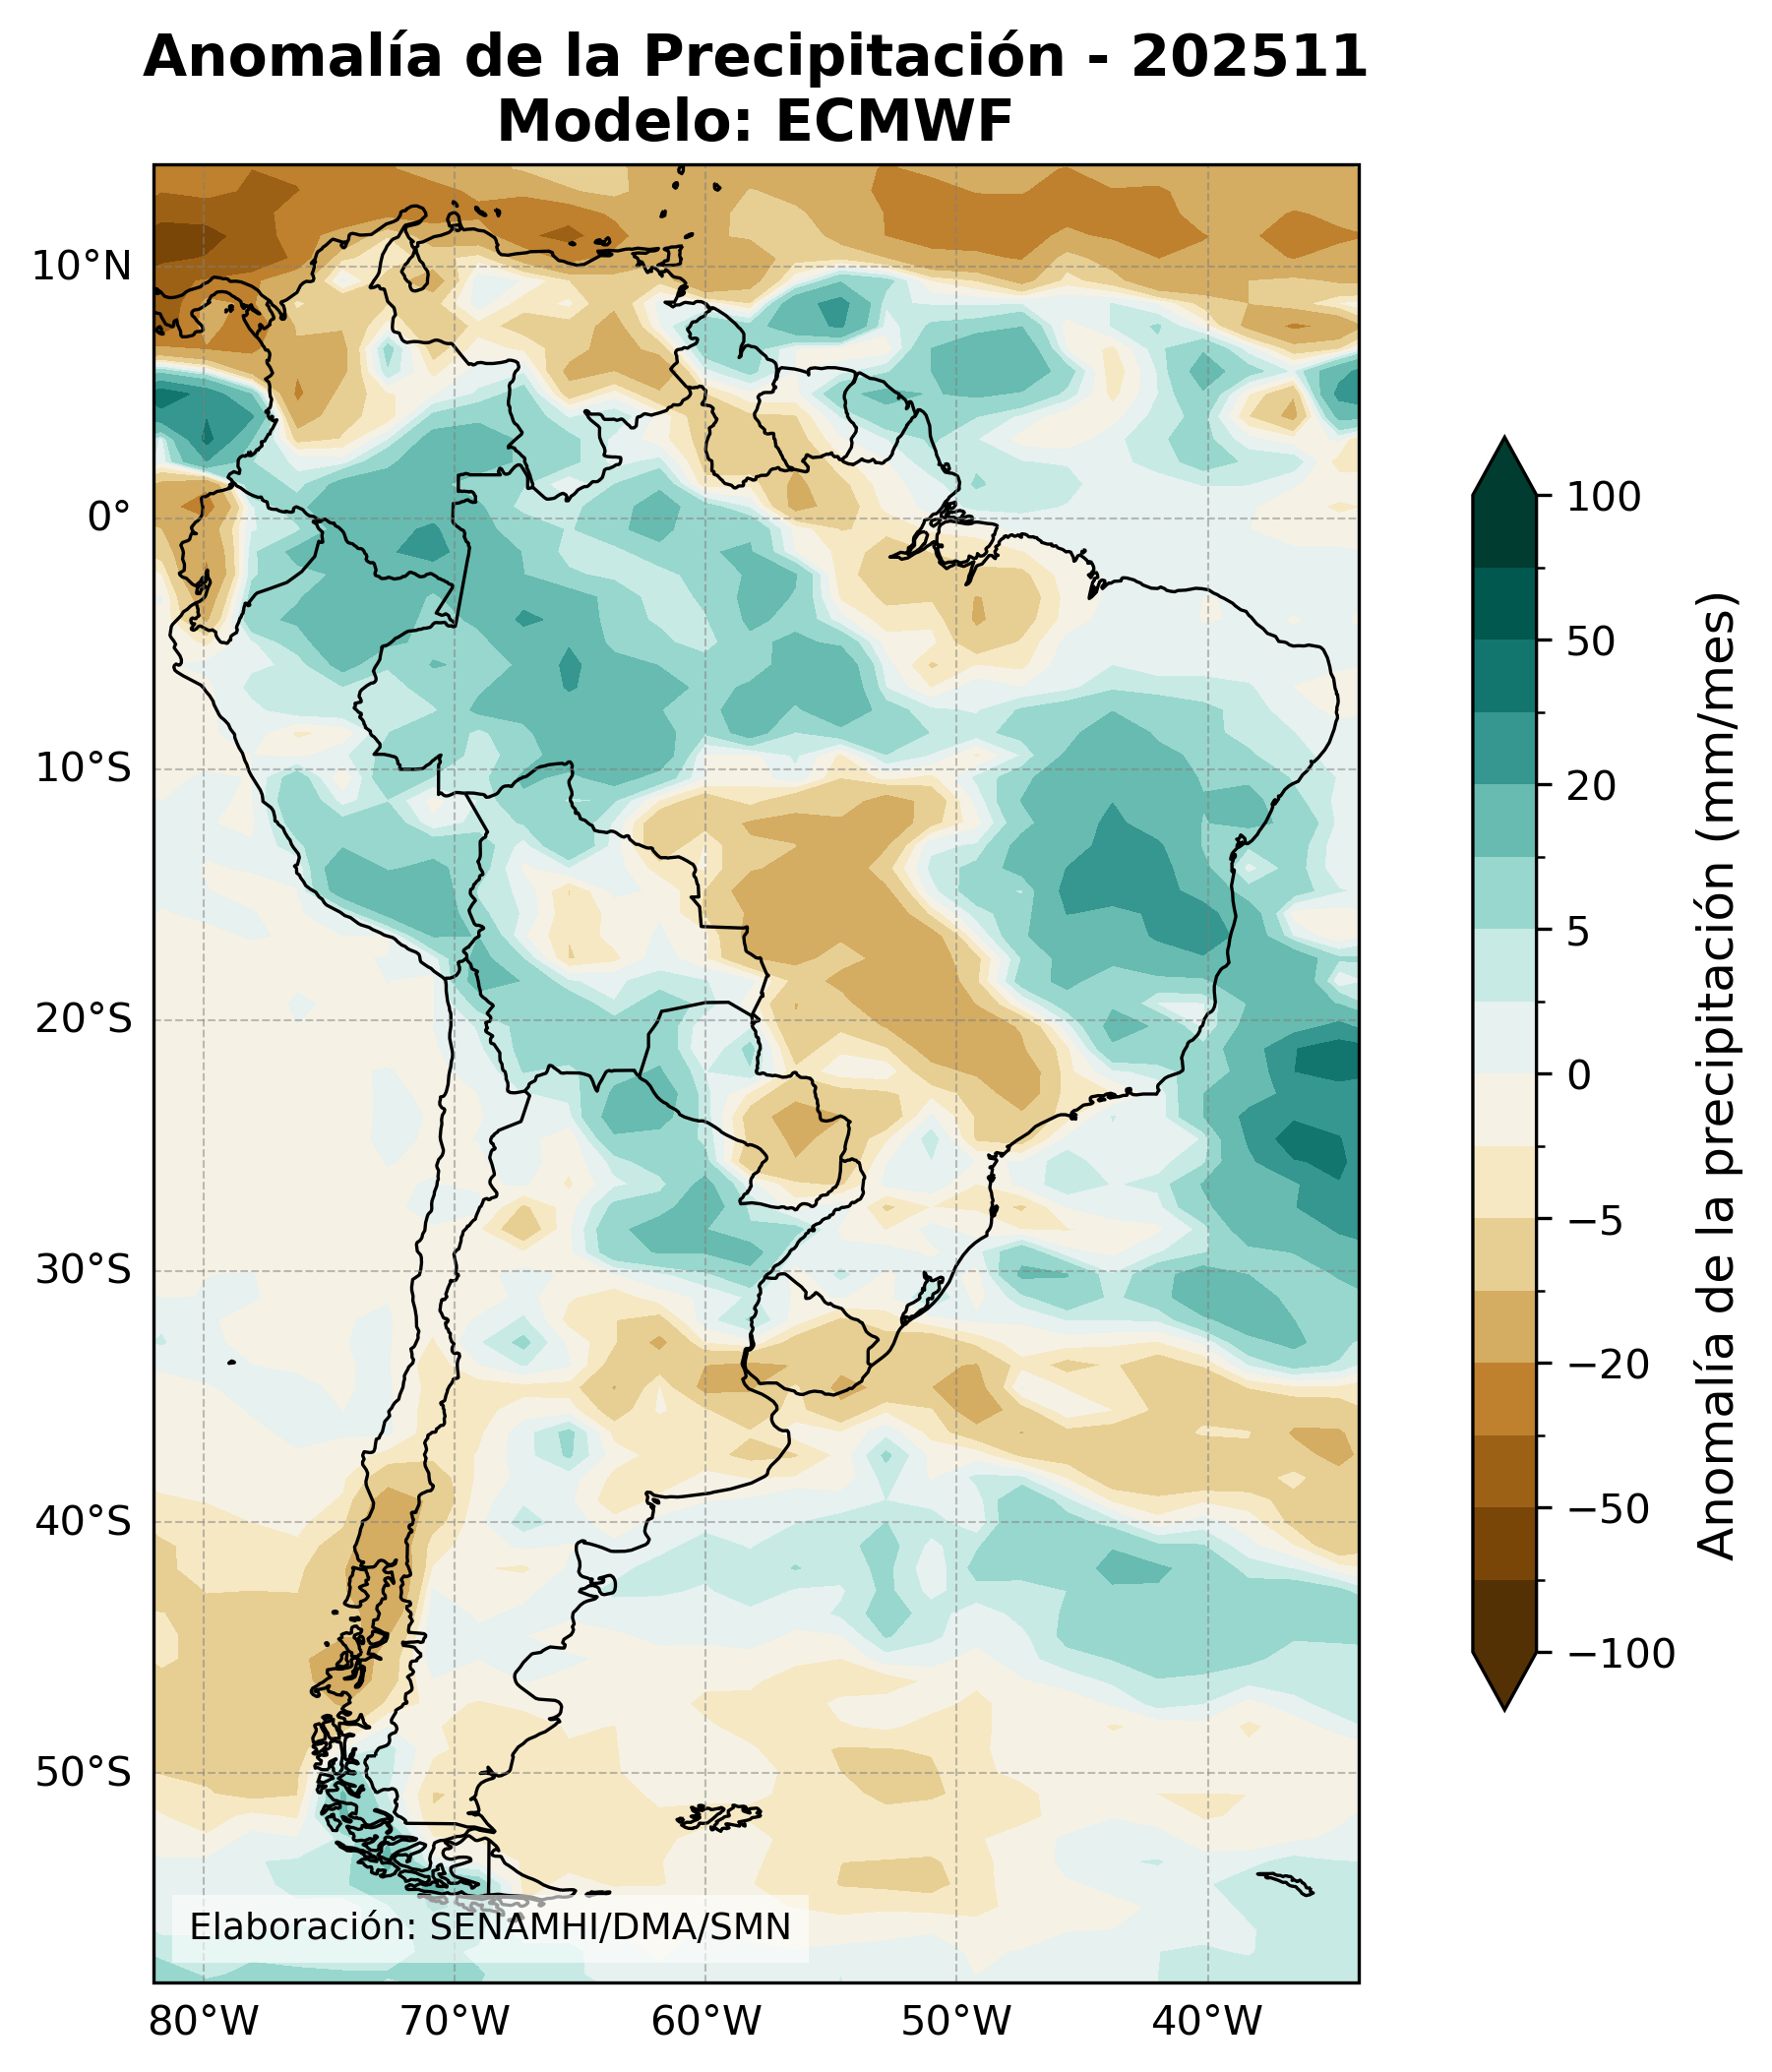 Anomalía de la Precipitación - 202511
Modelo: ECMWF
10°N
0°
10°S
20°S
30°S
40°S
50°S
80°W
70°W
60°W
50°W
40°W
100
50
20
5
0
−5
−20
−50
−100
Anomalía de la precipitación (mm/mes)
Elaboración: SENAMHI/DMA/SMN